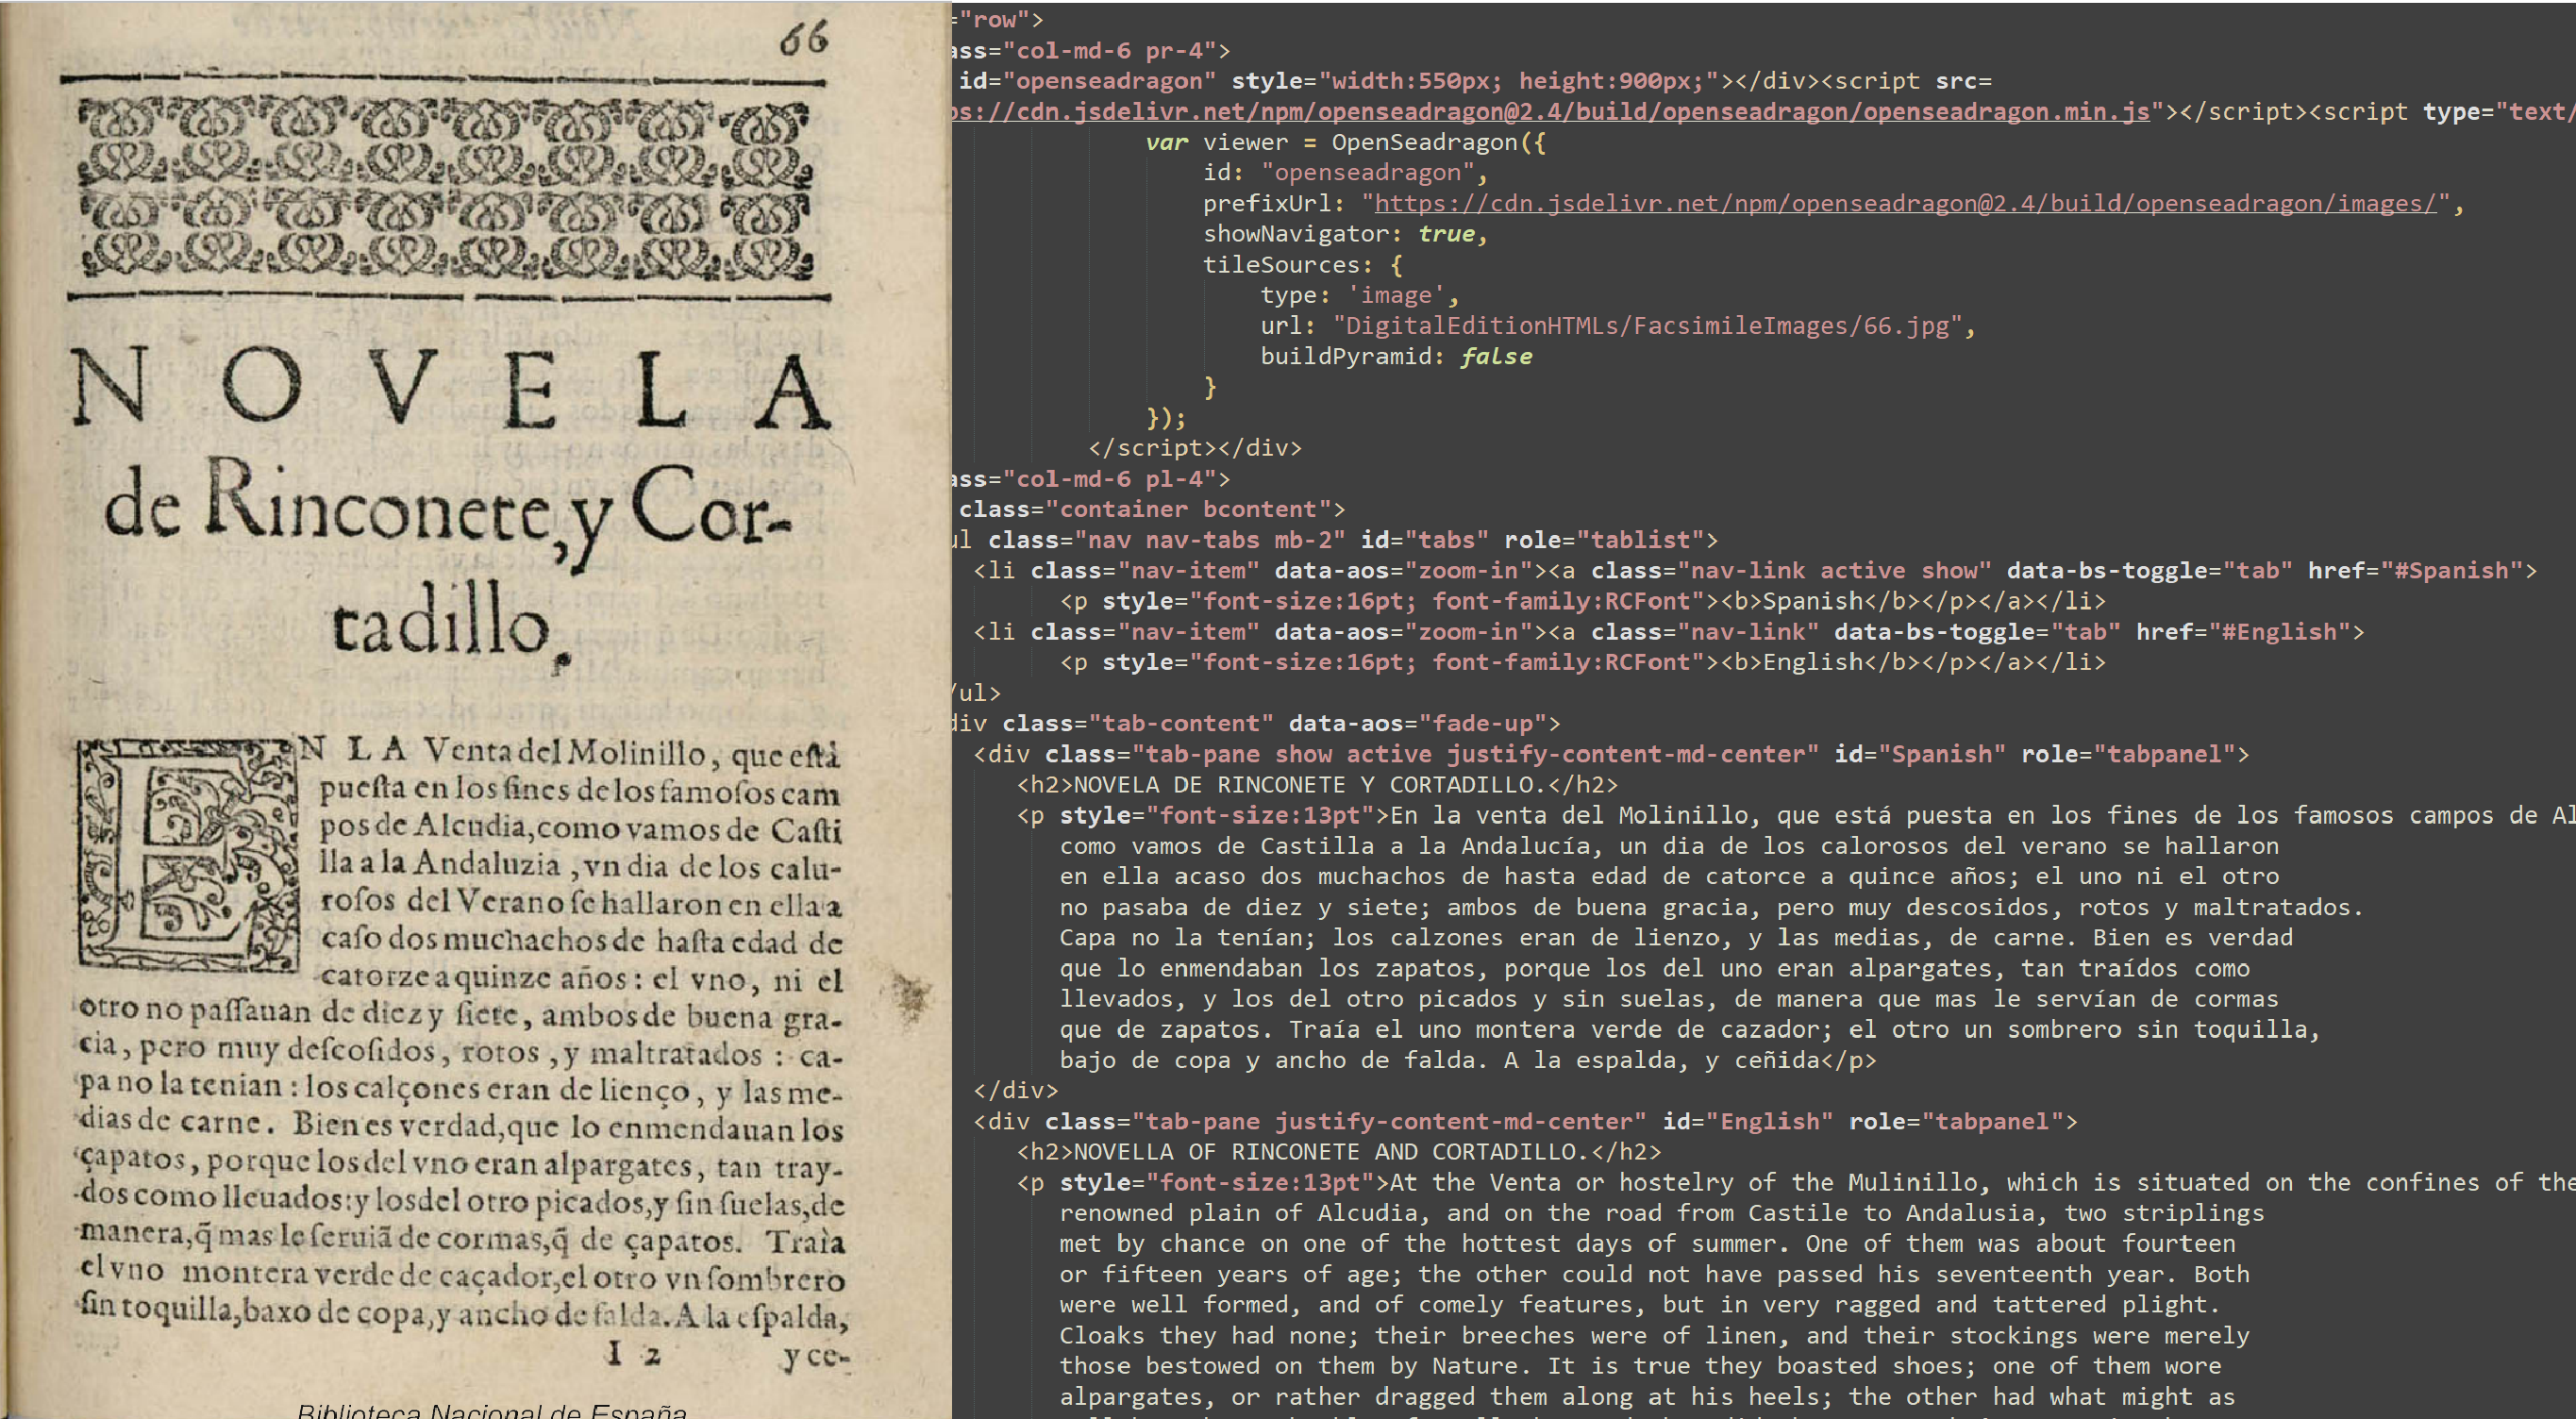 66
NOVELA
de Rinconete, y Cor-
tadillo,
EN LA Venta del Molinillo, que eſtà
pueſta en los fines de los famoſos cam
pos de Alcudia, como vamos de Caſti
lla a la Andaluzia, vn dia de los calu-
roſos del Verano ſe hallaron en ella a
caſo dos muchachos de haſta edad de
catorze a quinze años: el vno, ni el
otro no paſſauan de diez y ſiete, ambos de buena gra-
cia, pero muy deſcoſidos, rotos, y maltratados: ca-
pa no la tenian: los calçones eran de lienço, y las me-
dias de carne. Bien es verdad, que lo enmendauan los
çapatos, porque los del vno eran alpargates, tan tray-
dos como lleuados: y los del otro picados, y ſin ſuelas, de
manera, q̃ mas le ſeruiã de cormas, q̃ de çapatos. Traìa
el vno montera verde de caçador, el otro vn ſombrero
ſin toquilla, baxo de copa, y ancho de falda. A la eſpalda,
I 2 y ce-
Biblioteca Nacional de España
="row">
ass="col-md-6 pr-4">
id="openseadragon" style="width:550px; height:900px;"></div><script src=
ps://cdn.jsdelivr.net/npm/openseadragon@2.4/build/openseadragon/openseadragon.min.js"></script><script type="text/
var viewer = OpenSeadragon({
id: "openseadragon",
prefixUrl: "https://cdn.jsdelivr.net/npm/openseadragon@2.4/build/openseadragon/images/",
showNavigator: true,
tileSources: {
type: 'image',
url: "DigitalEditionHTMLs/FacsimileImages/66.jpg",
buildPyramid: false
}
});
</script></div>
ass="col-md-6 pl-4">
class="container bcontent">
ul class="nav nav-tabs mb-2" id="tabs" role="tablist">
<li class="nav-item" data-aos="zoom-in"><a class="nav-link active show" data-bs-toggle="tab" href="#Spanish">
<p style="font-size:16pt; font-family:RCFont"><b>Spanish</b></p></a></li>
<li class="nav-item" data-aos="zoom-in"><a class="nav-link" data-bs-toggle="tab" href="#English">
<p style="font-size:16pt; font-family:RCFont"><b>English</b></p></a></li>
/ul>
div class="tab-content" data-aos="fade-up">
<div class="tab-pane show active justify-content-md-center" id="Spanish" role="tabpanel">
<h2>NOVELA DE RINCONETE Y CORTADILLO.</h2>
<p style="font-size:13pt">En la venta del Molinillo, que está puesta en los fines de los famosos campos de Al
como vamos de Castilla a la Andalucía, un dia de los calorosos del verano se hallaron
en ella acaso dos muchachos de hasta edad de catorce a quince años; el uno ni el otro
no pasaba de diez y siete; ambos de buena gracia, pero muy descosidos, rotos y maltratados.
Capa no la tenían; los calzones eran de lienzo, y las medias, de carne. Bien es verdad
que lo enmendaban los zapatos, porque los del uno eran alpargates, tan traídos como
llevados, y los del otro picados y sin suelas, de manera que mas le servían de cormas
que de zapatos. Traía el uno montera verde de cazador; el otro un sombrero sin toquilla,
bajo de copa y ancho de falda. A la espalda, y ceñida</p>
</div>
<div class="tab-pane justify-content-md-center" id="English" role="tabpanel">
<h2>NOVELLA OF RINCONETE AND CORTADILLO.</h2>
<p style="font-size:13pt">At the Venta or hostelry of the Mulinillo, which is situated on the confines of the
renowned plain of Alcudia, and on the road from Castile to Andalusia, two striplings
met by chance on one of the hottest days of summer. One of them was about fourteen
or fifteen years of age; the other could not have passed his seventeenth year. Both
were well formed, and of comely features, but in very ragged and tattered plight.
Cloaks they had none; their breeches were of linen, and their stockings were merely
those bestowed on them by Nature. It is true they boasted shoes; one of them wore
alpargates, or rather dragged them along at his heels; the other had what might as